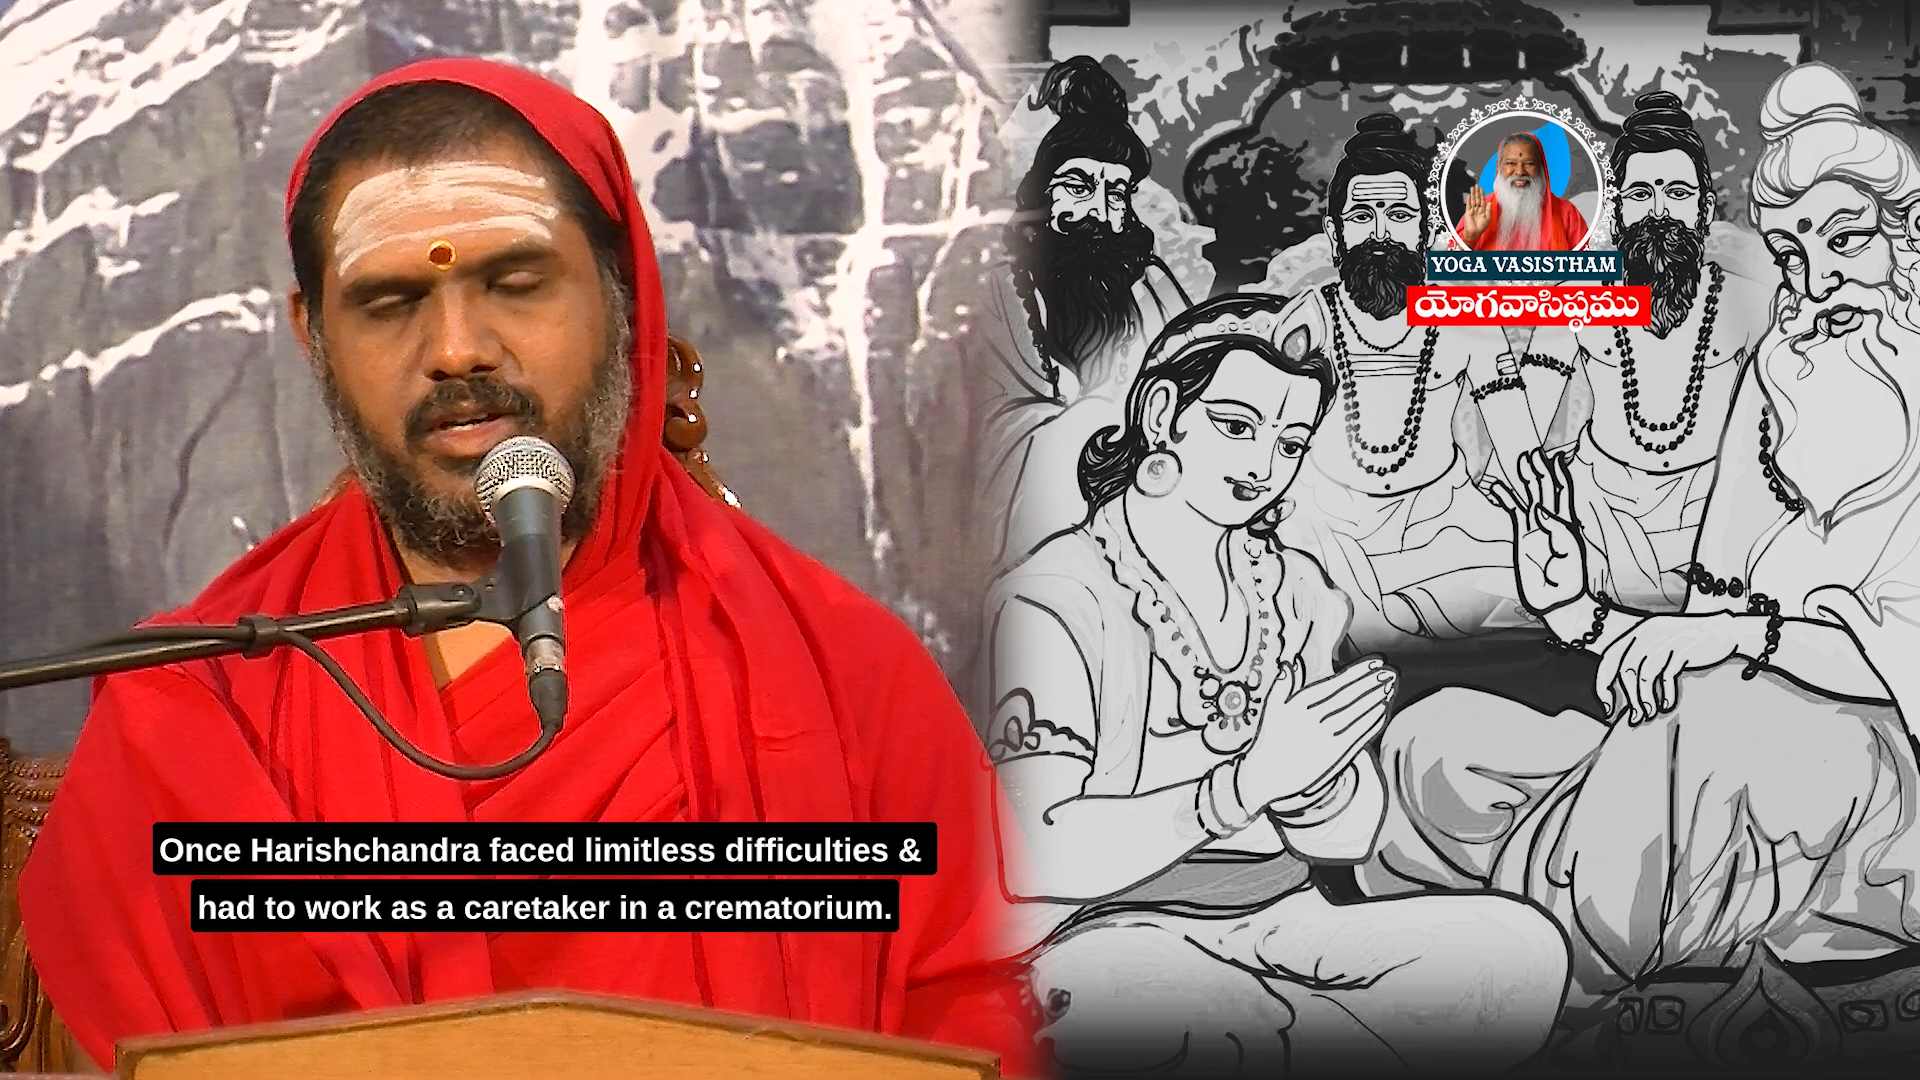 YOGA VASISTHAM
యోగవాసిష్ఠము
Once Harishchandra faced limitless difficulties &
had to work as a caretaker in a crematorium.